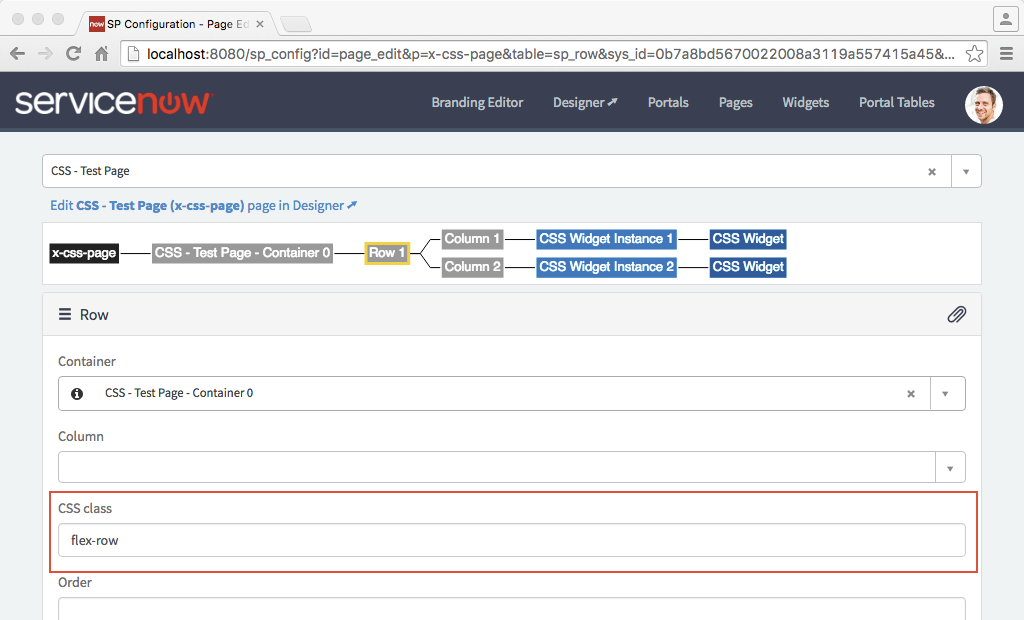 now SP Configuration - Page Ed
localhost:8080/sp_config?id=page_edit&p=x-css-page&table=sp_row&sys_id=0b7a8bd5670022008a3119a557415a45&...
servicenow Branding Editor Designer Portals Pages Widgets Portal Tables
CSS - Test Page
Edit CSS - Test Page (x-css-page) page in Designer
Column 1 CSS Widget Instance 1 CSS Widget
x-css-page CSS - Test Page - Container 0 Row 1
Column 2 CSS Widget Instance 2 CSS Widget
Row
Container
CSS - Test Page - Container 0
Column
CSS class
flex-row
Order